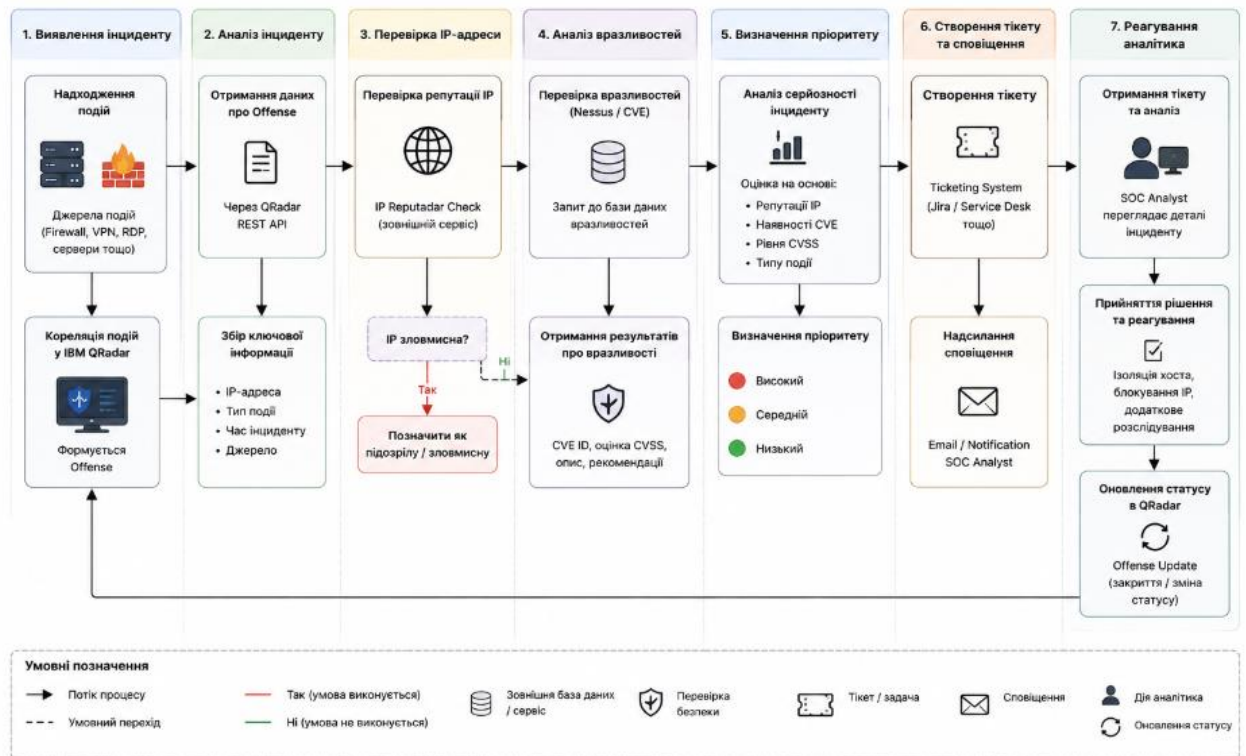 1. Виявлення інциденту
2. Аналіз інциденту
3. Перевірка IP-адреси
4. Аналіз вразливостей
5. Визначення пріоритету
6. Створення тікету
та сповіщення
7. Реагування
аналітика
Надходження
подій
Джерела подій
(Firewall, VPN, RDP,
сервери тощо)
Кореляція подій
у IBM QRadar
Формується
Offense
Отримання даних
про Offense
Через QRadar
REST API
Збір ключової
інформації
• IP-адреса
• Тип події
• Час інциденту
• Джерело
Перевірка репутації IP
IP Reputadar Check
(зовнішній сервіс)
IP зловмисна?
Ні
Так
Позначити як
підозрілу / зловмисну
Перевірка вразливостей
(Nessus / CVE)
Запит до бази даних
вразливостей
Отримання результатів
про вразливості
CVE ID, оцінка CVSS,
опис, рекомендації
Аналіз серйозності
інциденту
Оцінка на основі:
• Репутації IP
• Наявності CVE
• Рівня CVSS
• Типу події
Визначення пріоритету
Високий
Середній
Низький
Створення тікету
Ticketing System
(Jira / Service Desk
тощо)
Надсилання
сповіщення
Email / Notification
SOC Analyst
Отримання тікету
та аналіз
SOC Analyst
переглядає деталі
інциденту
Прийняття рішення
та реагування
Ізоляція хоста,
блокування IP,
додаткове
розслідування
Оновлення статусу
в QRadar
Offense Update
(закриття / зміна
статусу)
Умовні позначення
Потік процесу
Умовний перехід
Так (умова виконується)
Ні (умова не виконується)
Зовнішня база даних
/ сервіс
Перевірка
безпеки
Тікет / задача
Сповіщення
Дія аналітика
Оновлення статусу